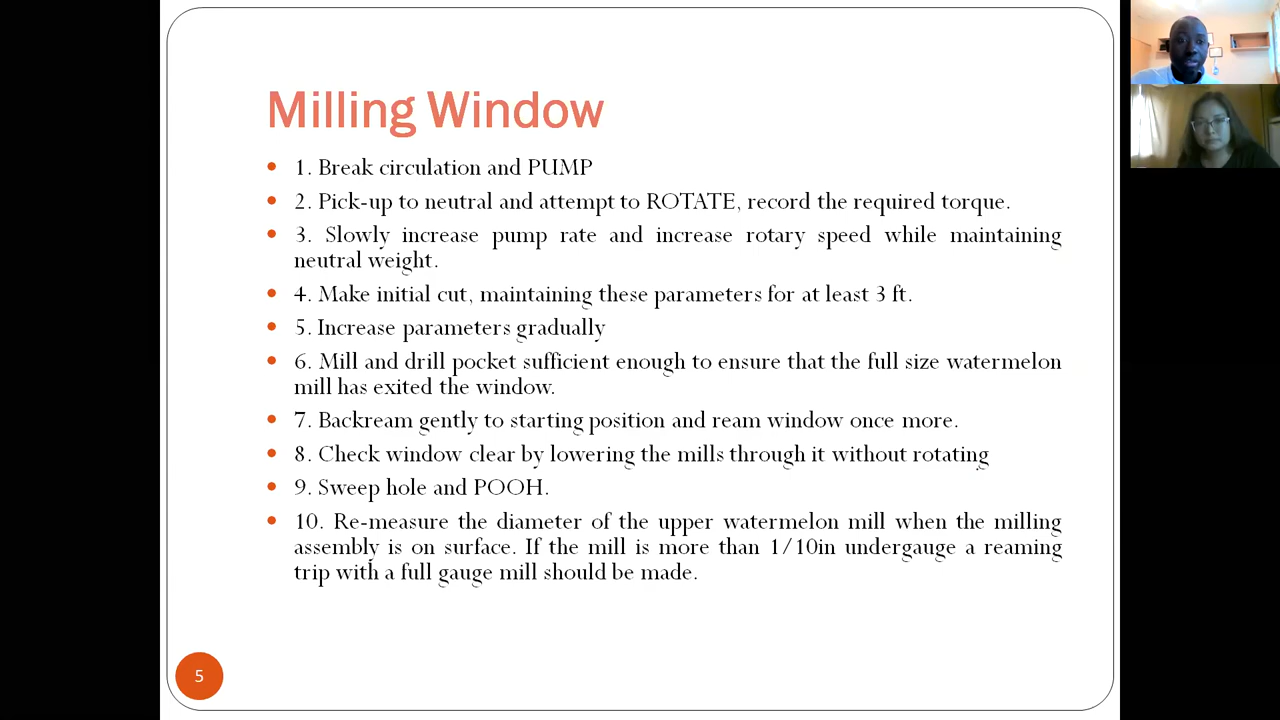 Milling Window
1. Break circulation and PUMP
2. Pick-up to neutral and attempt to ROTATE, record the required torque.
3. Slowly increase pump rate and increase rotary speed while maintaining
neutral weight.
4. Make initial cut, maintaining these parameters for at least 3 ft.
5. Increase parameters gradually
6. Mill and drill pocket sufficient enough to ensure that the full size watermelon
mill has exited the window.
7. Backream gently to starting position and ream window once more.
8. Check window clear by lowering the mills through it without rotating
9. Sweep hole and POOH.
10. Re-measure the diameter of the upper watermelon mill when the milling
assembly is on surface. If the mill is more than 1/10in undergauge a reaming
trip with a full gauge mill should be made.
5